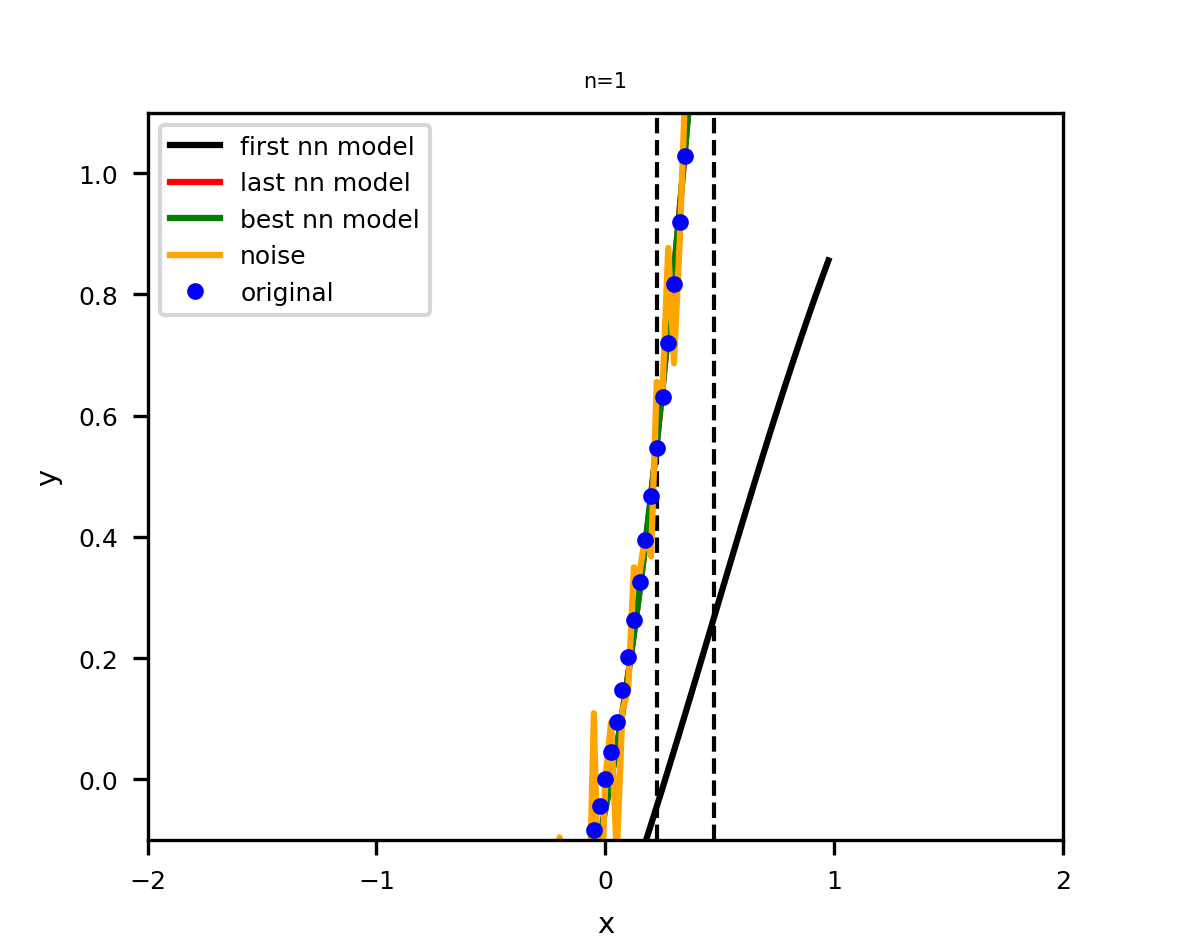 n=1
first nn model
last nn model
best nn model
noise
original
1.0
0.8
0.6
0.4
0.2
0.0
y
−2
−1
0
1
2
x